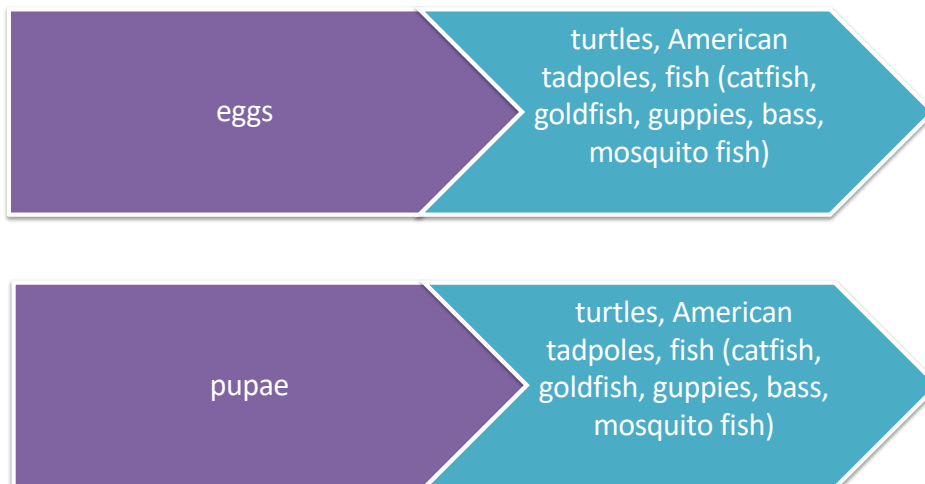 eggs
turtles, American
tadpoles, fish (catfish,
goldfish, guppies, bass,
mosquito fish)
pupae
turtles, American
tadpoles, fish (catfish,
goldfish, guppies, bass,
mosquito fish)